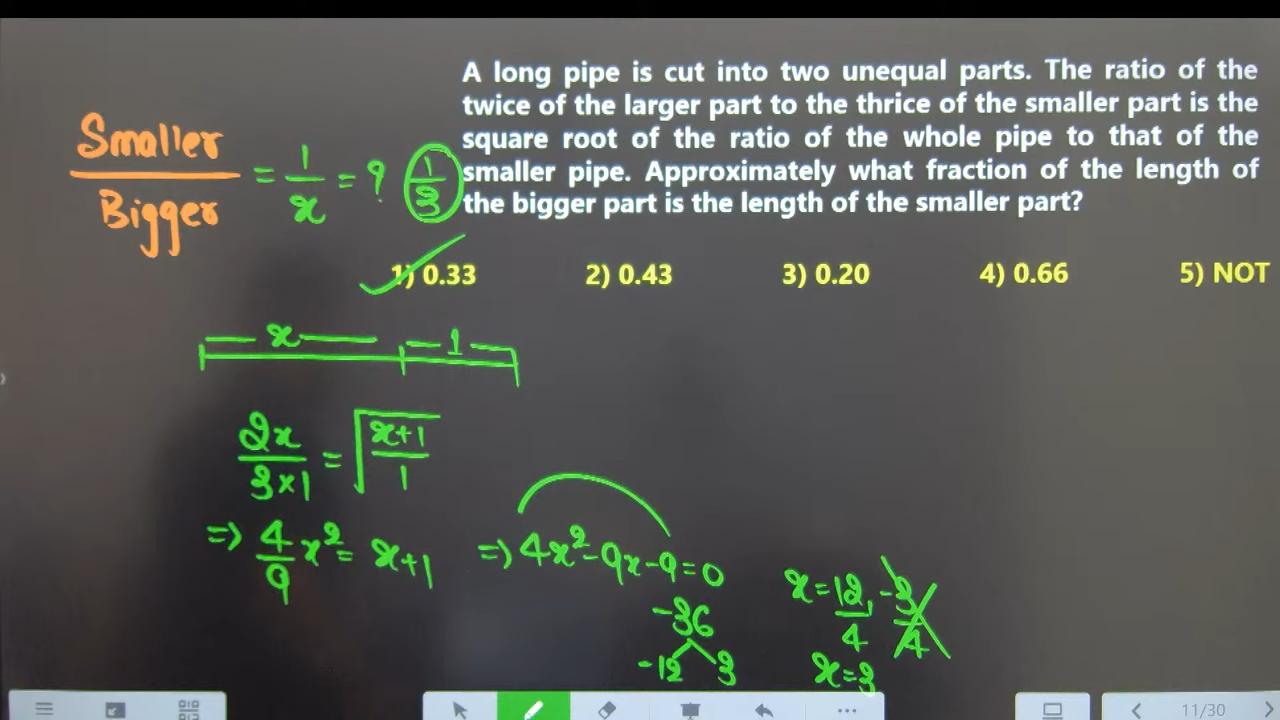 A long pipe is cut into two unequal parts. The ratio of the
twice of the larger part to the thrice of the smaller part is the
square root of the ratio of the whole pipe to that of the
smaller pipe. Approximately what fraction of the length of
the bigger part is the length of the smaller part?
Smaller/Bigger = 1/x = ? 1/3
1) 0.33 2) 0.43 3) 0.20 4) 0.66 5) NOT
x 1
2x/3×1 = √(x+1/1)
=> 4/9 x² = x+1 => 4x²-9x-9=0
-36
-12 3
x=12/4, -3/4
x=3
11/30